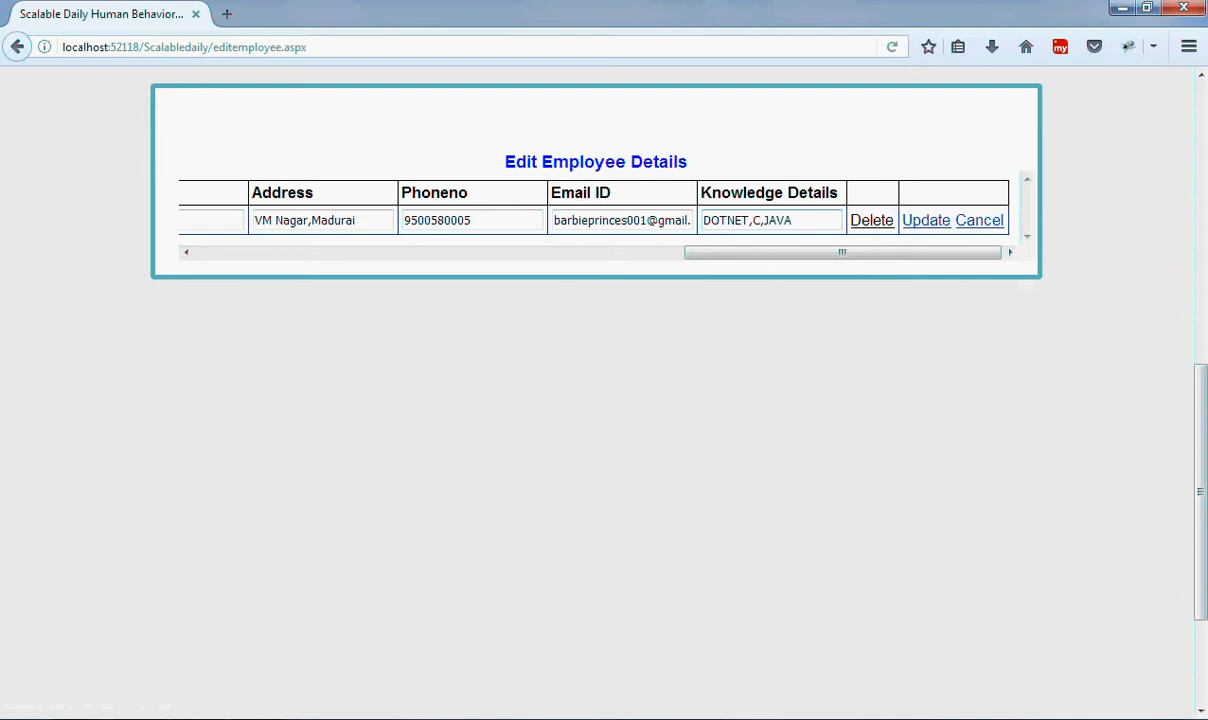 Scalable Daily Human Behavior...
localhost:52118/Scalabledaily/editemployee.aspx
my
Edit Employee Details
Address Phoneno Email ID Knowledge Details
VM Nagar,Madurai 9500580005 barbieprinces001@gmail. DOTNET,C,JAVA Delete Update Cancel